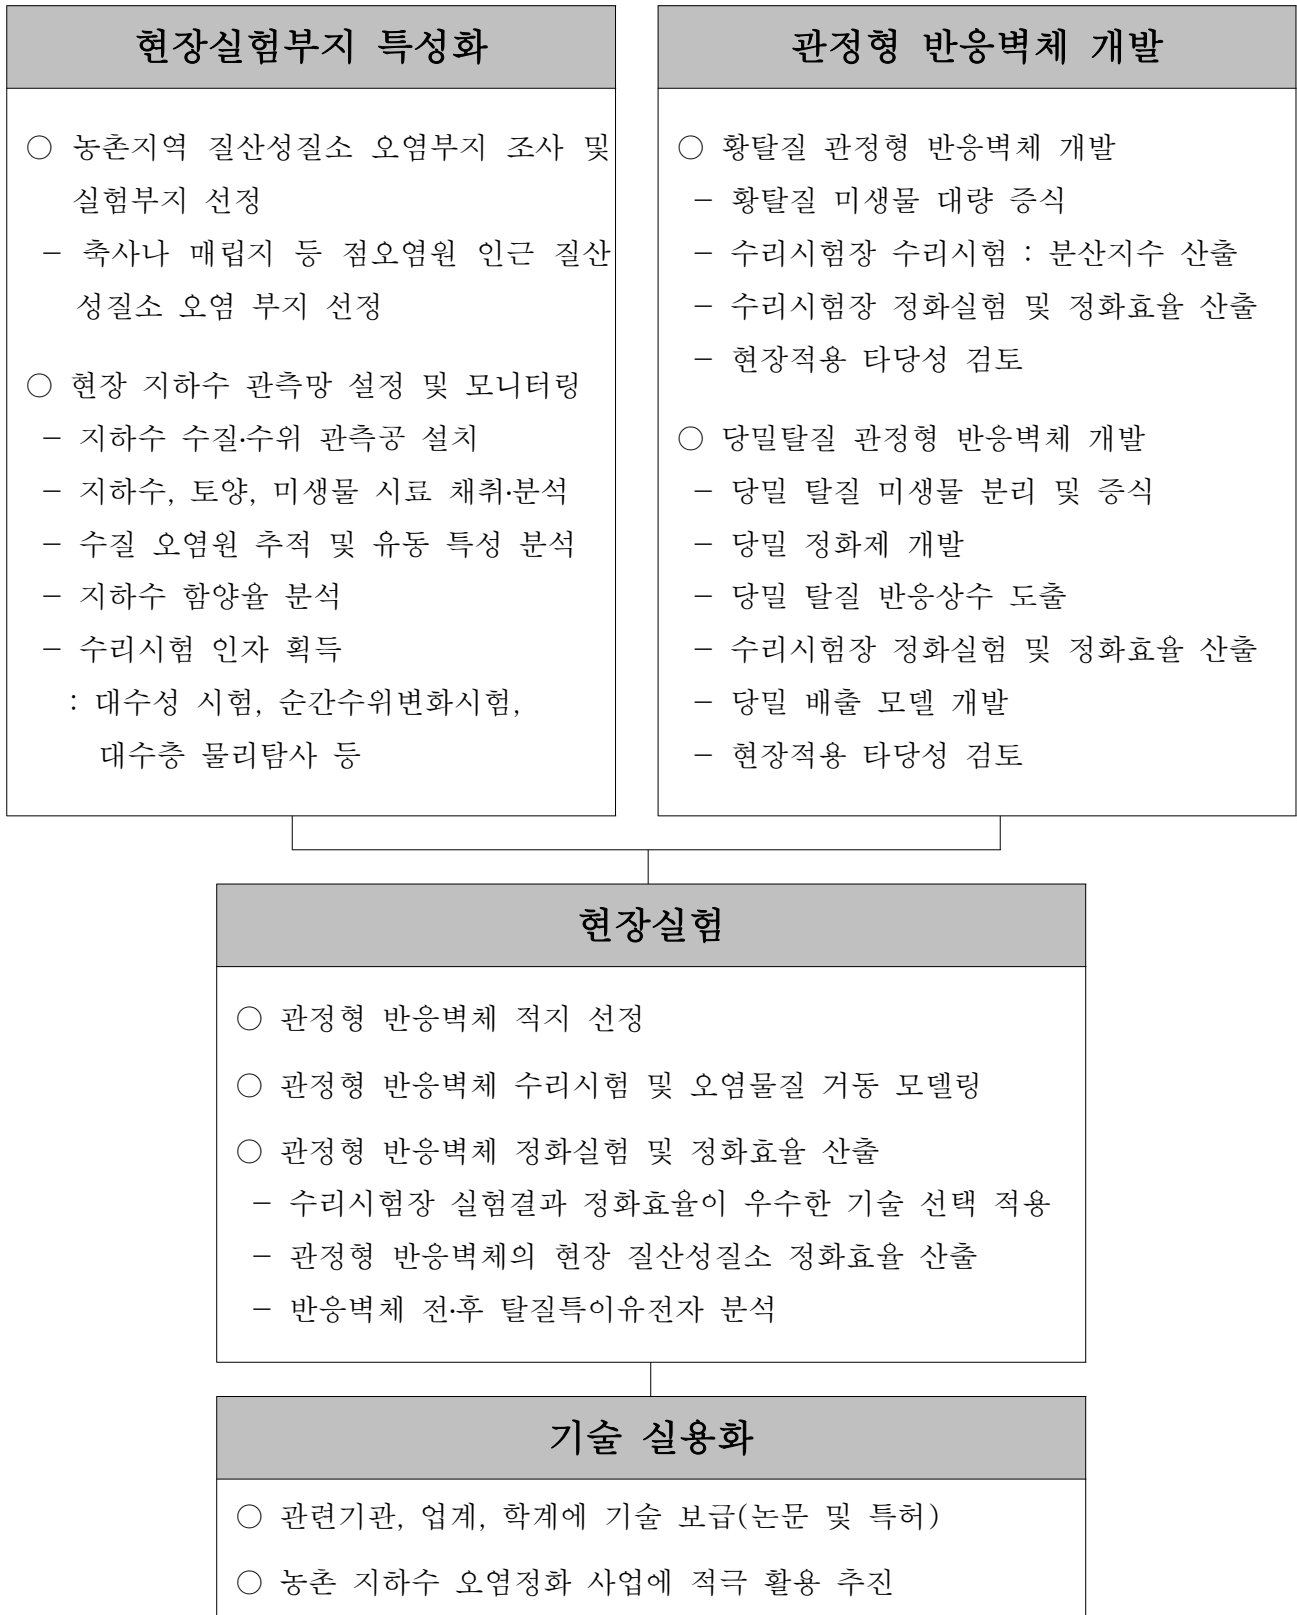 현장실험부지 특성화
○ 농촌지역 질산성질소 오염부지 조사 및
실험부지 선정
- 축사나 매립지 등 점오염원 인근 질산
성질소 오염 부지 선정
○ 현장 지하수 관측망 설정 및 모니터링
- 지하수 수질·수위 관측공 설치
- 지하수, 토양, 미생물 시료 채취·분석
- 수질 오염원 추적 및 유동 특성 분석
- 지하수 함양율 분석
- 수리시험 인자 획득
: 대수성 시험, 순간수위변화시험,
대수층 물리탐사 등
관정형 반응벽체 개발
○ 황탈질 관정형 반응벽체 개발
- 황탈질 미생물 대량 증식
- 수리시험장 수리시험 : 분산지수 산출
- 수리시험장 정화실험 및 정화효율 산출
- 현장적용 타당성 검토
○ 당밀탈질 관정형 반응벽체 개발
- 당밀 탈질 미생물 분리 및 증식
- 당밀 정화제 개발
- 당밀 탈질 반응상수 도출
- 수리시험장 정화실험 및 정화효율 산출
- 당밀 배출 모델 개발
- 현장적용 타당성 검토
현장실험
○ 관정형 반응벽체 적지 선정
○ 관정형 반응벽체 수리시험 및 오염물질 거동 모델링
○ 관정형 반응벽체 정화실험 및 정화효율 산출
- 수리시험장 실험결과 정화효율이 우수한 기술 선택 적용
- 관정형 반응벽체의 현장 질산성질소 정화효율 산출
- 반응벽체 전·후 탈질특이유전자 분석
기술 실용화
○ 관련기관, 업계, 학계에 기술 보급(논문 및 특허)
○ 농촌 지하수 오염정화 사업에 적극 활용 추진